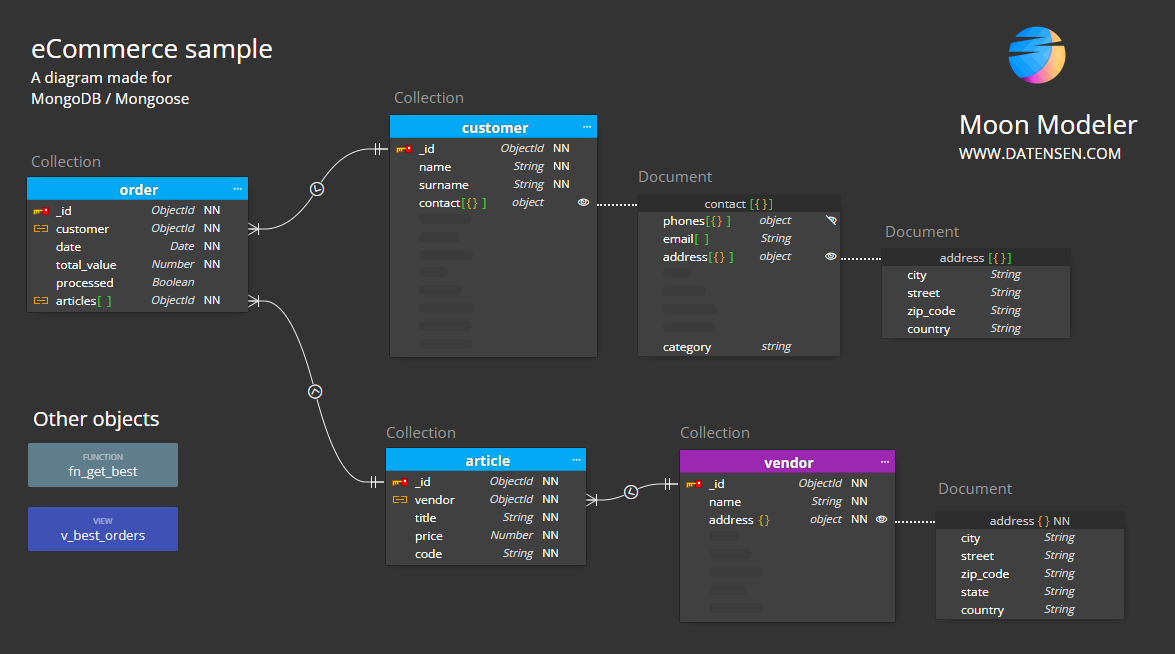 eCommerce sample
A diagram made for
MongoDB / Mongoose
Moon Modeler
WWW.DATENSEN.COM
Collection
order ...
_id ObjectId NN
customer ObjectId NN
date Date NN
total_value Number NN
processed Boolean
articles[ ] ObjectId NN
Collection
customer ...
_id ObjectId NN
name String NN
surname String NN
contact[{} ] object
Document
contact [{}]
phones[{} ] object
email[ ] String
address[{} ] object
category string
Document
address [{}]
city String
street String
zip_code String
country String
Other objects
FUNCTION
fn_get_best
VIEW
v_best_orders
Collection
article ...
_id ObjectId NN
vendor ObjectId NN
title String NN
price Number NN
code String NN
Collection
vendor ...
_id ObjectId NN
name String NN
address {} object NN
Document
address {} NN
city String
street String
zip_code String
state String
country String